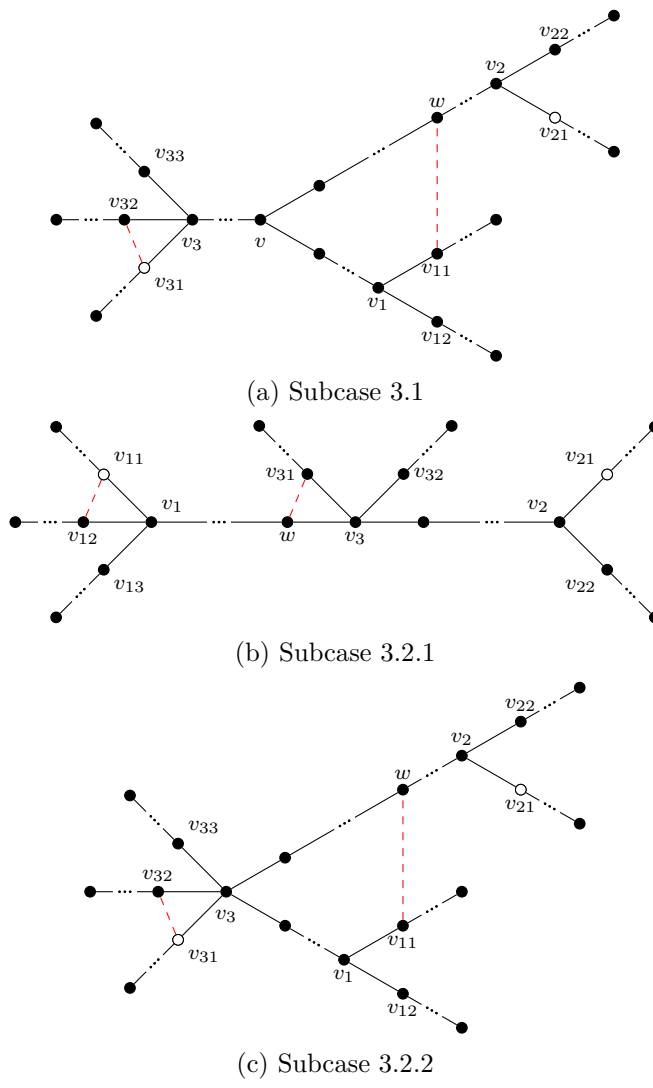 v22
v2
w
v21
v33
v32
v3
v
v11
v31
v1
v12
(a) Subcase 3.1
v11
v31
v32
v21
v1
v2
v12
w
v3
v13
v22
(b) Subcase 3.2.1
v22
v2
w
v21
v33
v32
v3
v11
v31
v1
v12
(c) Subcase 3.2.2